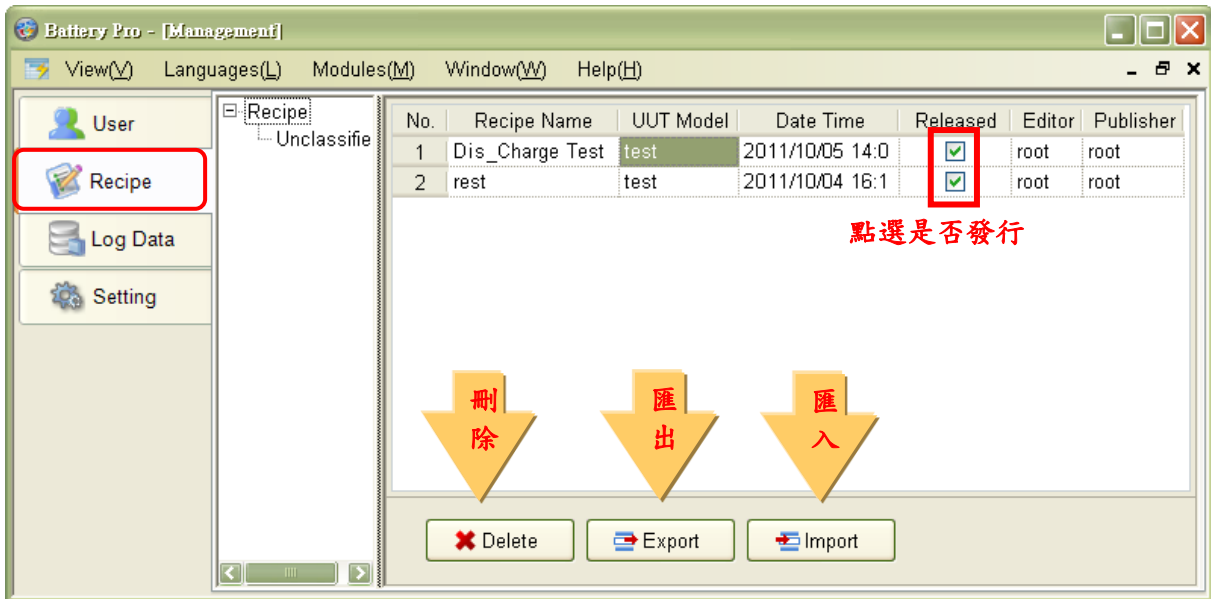 Battery Pro - [Management]
View(V) Languages(L) Modules(M) Window(W) Help(H)
User
Recipe
Log Data
Setting
Recipe
Unclassifie
No. Recipe Name UUT Model Date Time Released Editor Publisher
1 Dis_Charge Test test 2011/10/05 14:0 root root
2 rest test 2011/10/04 16:1 root root
點選是否發行
刪除
匯出
匯入
Delete
Export
Import